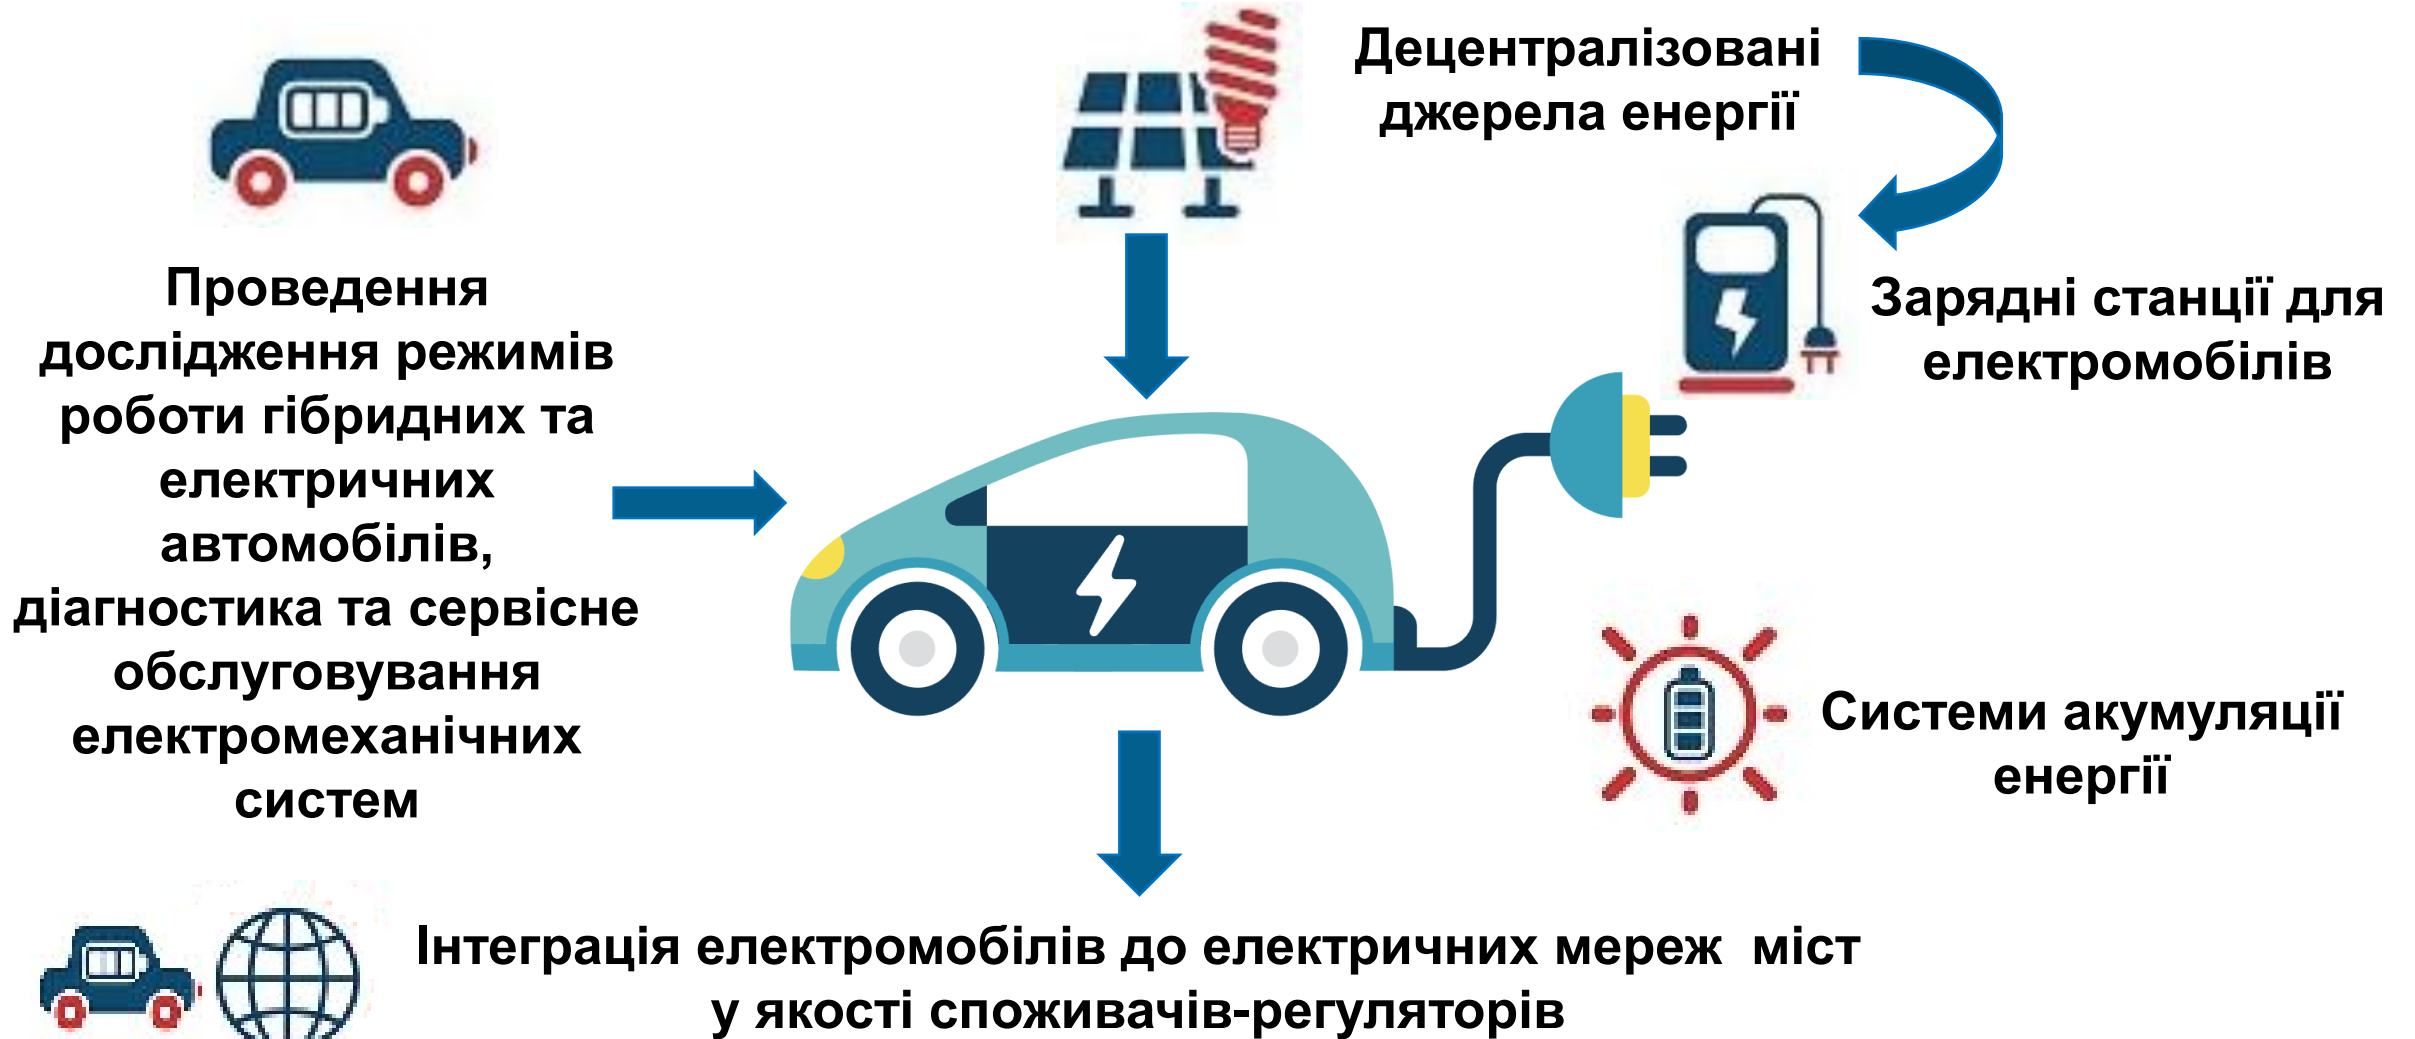 Децентралізовані
джерела енергії
Зарядні станції для
електромобілів
Проведення
дослідження режимів
роботи гібридних та
електричних
автомобілів,
діагностика та сервісне
обслуговування
електромеханічних
систем
Системи акумуляції
енергії
Інтеграція електромобілів до електричних мереж  міст
у якості споживачів-регуляторів